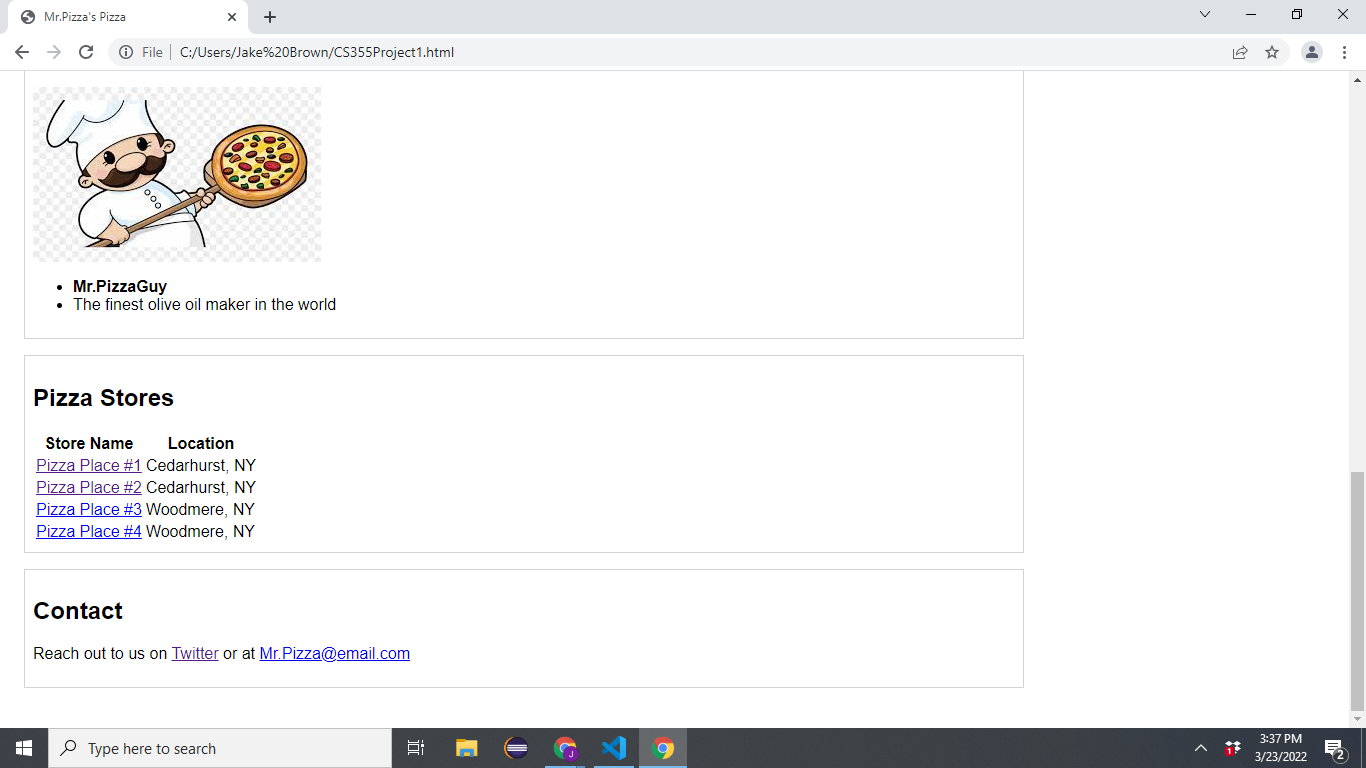 Mr.Pizza's Pizza
File C:/Users/Jake%20Brown/CS355Project1.html
Mr.PizzaGuy
The finest olive oil maker in the world
Pizza Stores
Store Name Location
Pizza Place #1 Cedarhurst, NY
Pizza Place #2 Cedarhurst, NY
Pizza Place #3 Woodmere, NY
Pizza Place #4 Woodmere, NY
Contact
Reach out to us on Twitter or at Mr.Pizza@email.com
Type here to search
J
1
3:37 PM
3/23/2022
2